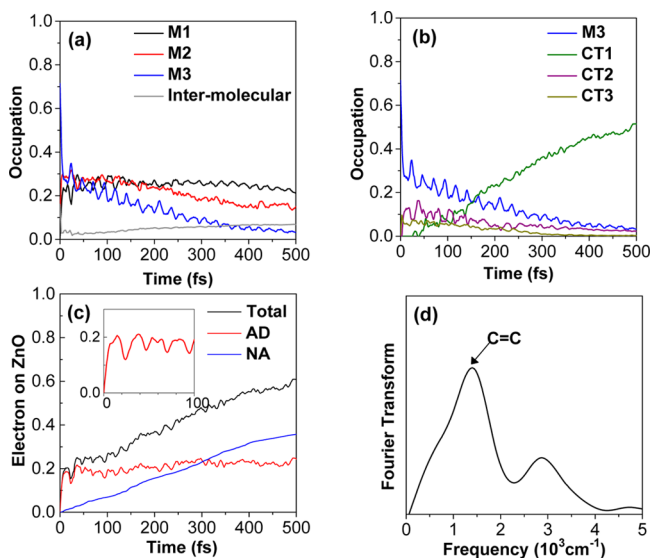 (a)
M1
M2
M3
Inter-molecular
Occupation
1.0
0.8
0.6
0.4
0.2
0.0
0 100 200 300 400 500
Time (fs)
(b)
M3
CT1
CT2
CT3
Occupation
1.0
0.8
0.6
0.4
0.2
0.0
0 100 200 300 400 500
Time (fs)
(c)
Total
AD
NA
Electron on ZnO
1.0
0.8
0.6
0.4
0.2
0.0
0.2
0.0
0 100
0 100 200 300 400 500
Time (fs)
(d)
C=C
Fourier Transform
0 1 2 3 4 5
Frequency (10³cm⁻¹)